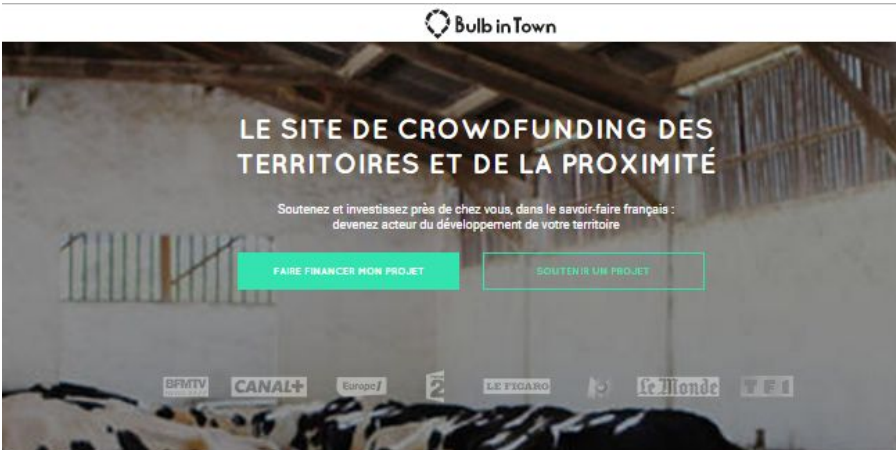 Bulb in Town
LE SITE DE CROWDFUNDING DES
TERRITOIRES ET DE LA PROXIMITÉ
Soutenez et investissez près de chez vous, dans le savoir-faire français :
devenez acteur du développement de votre territoire
FAIRE FINANCER MON PROJET
SOUTENIR UN PROJET
BFMTV
CANAL+
Europe 1
2
LE FIGARO
Le Monde
TF1